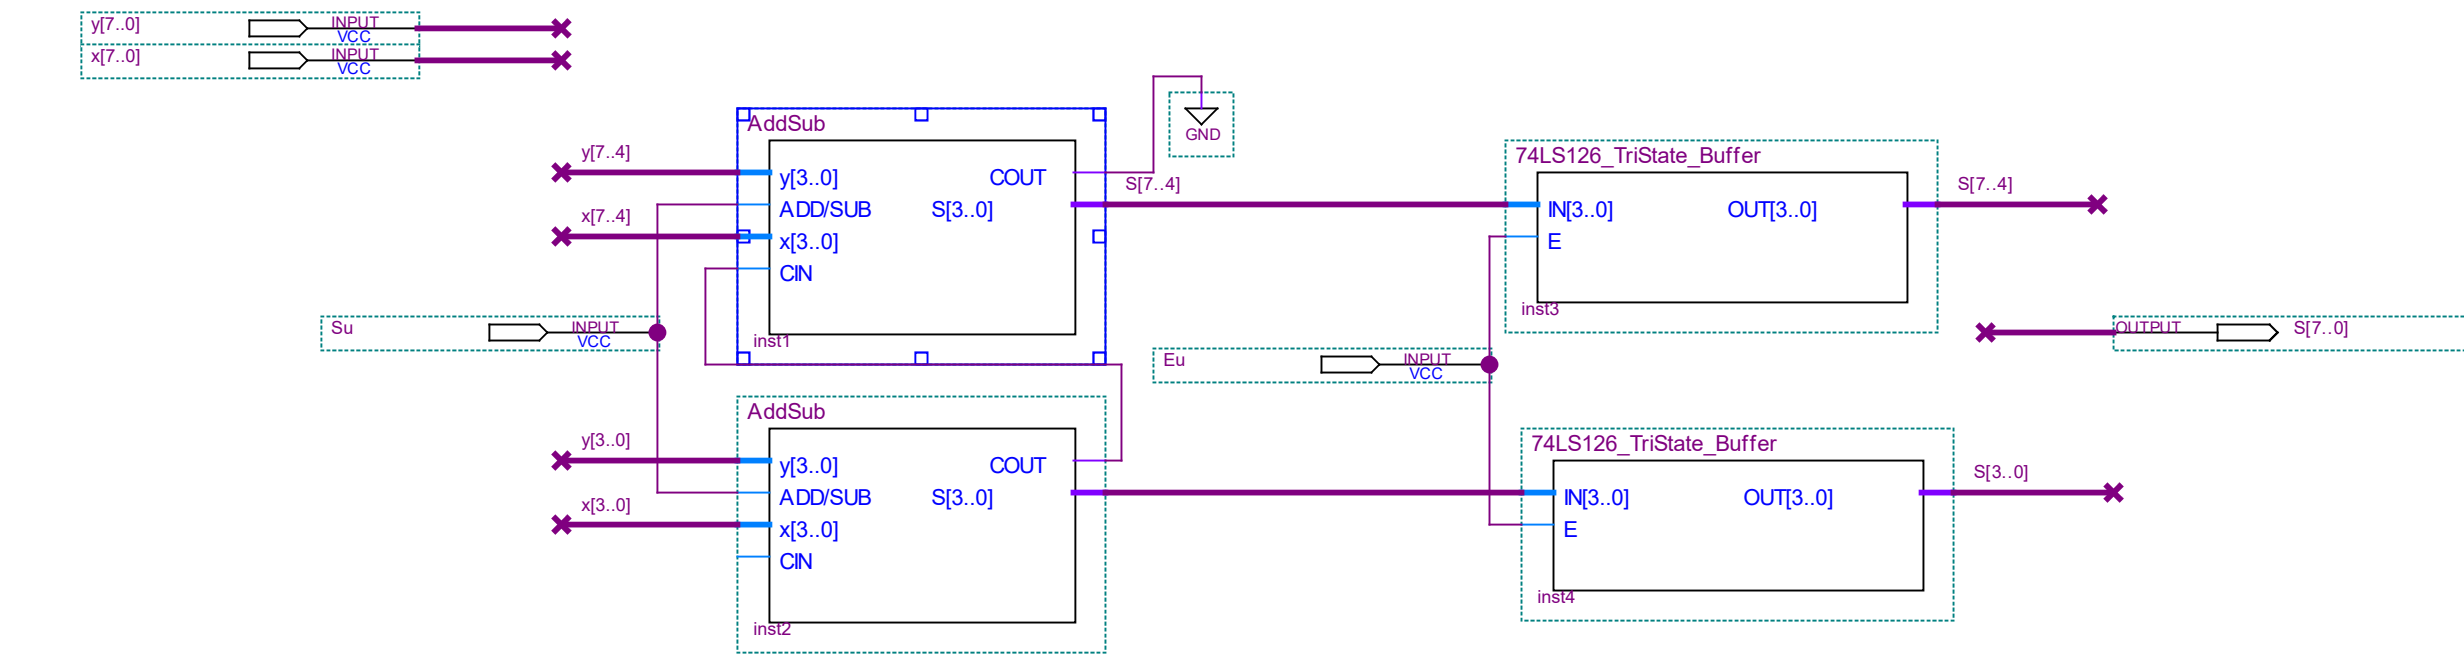 y[7..0] INPUT
VCC
x[7..0] INPUT
VCC
AddSub
y[7..4]
y[3..0] COUT
ADD/SUB S[3..0]
x[7..4]
x[3..0]
CIN
inst1
GND
S[7..4]
74LS126_TriState_Buffer
IN[3..0] OUT[3..0]
E
inst3
S[7..4]
Su INPUT
VCC
Eu INPUT
VCC
OUTPUT S[7..0]
AddSub
y[3..0]
y[3..0] COUT
ADD/SUB S[3..0]
x[3..0]
x[3..0]
CIN
inst2
74LS126_TriState_Buffer
IN[3..0] OUT[3..0]
E
inst4
S[3..0]